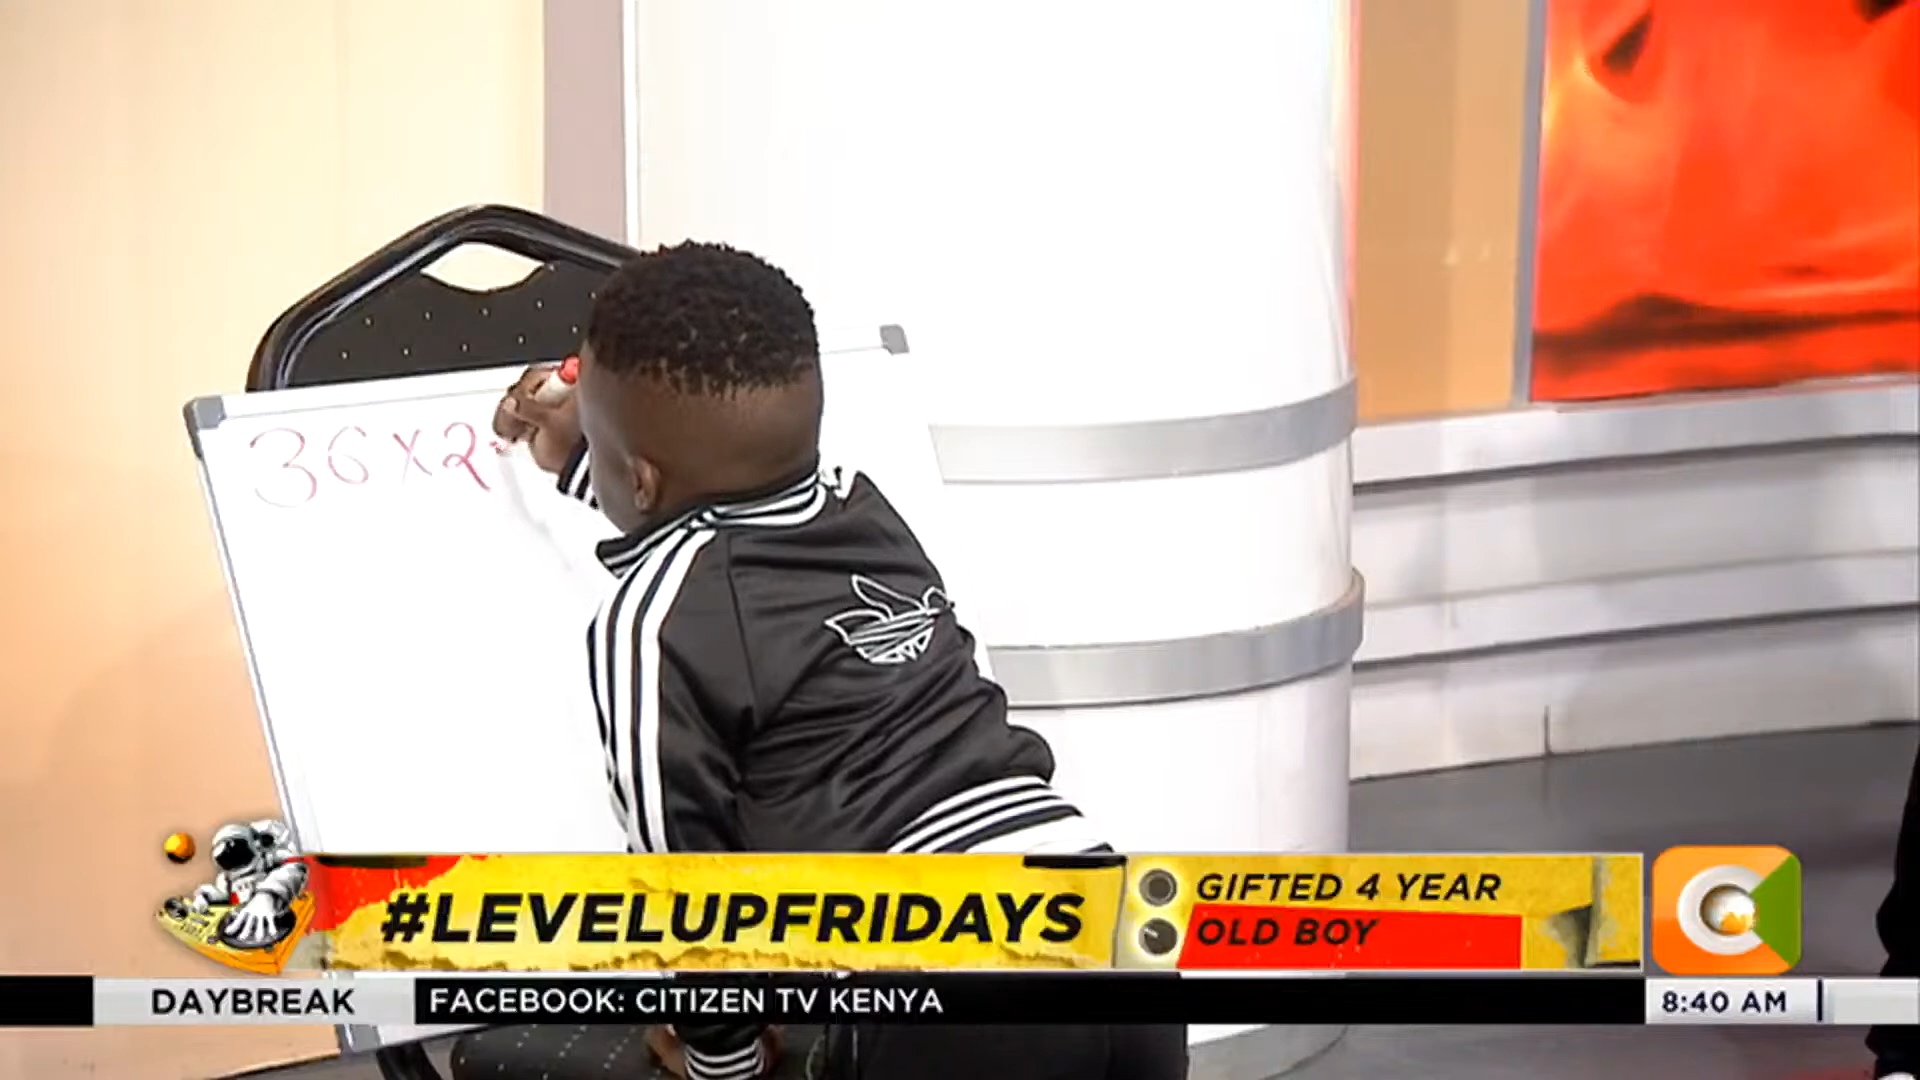 36x2
#LEVELUPFRIDAYS
GIFTED 4 YEAR
OLD BOY
DAYBREAK
FACEBOOK: CITIZEN TV KENYA
8:40 AM